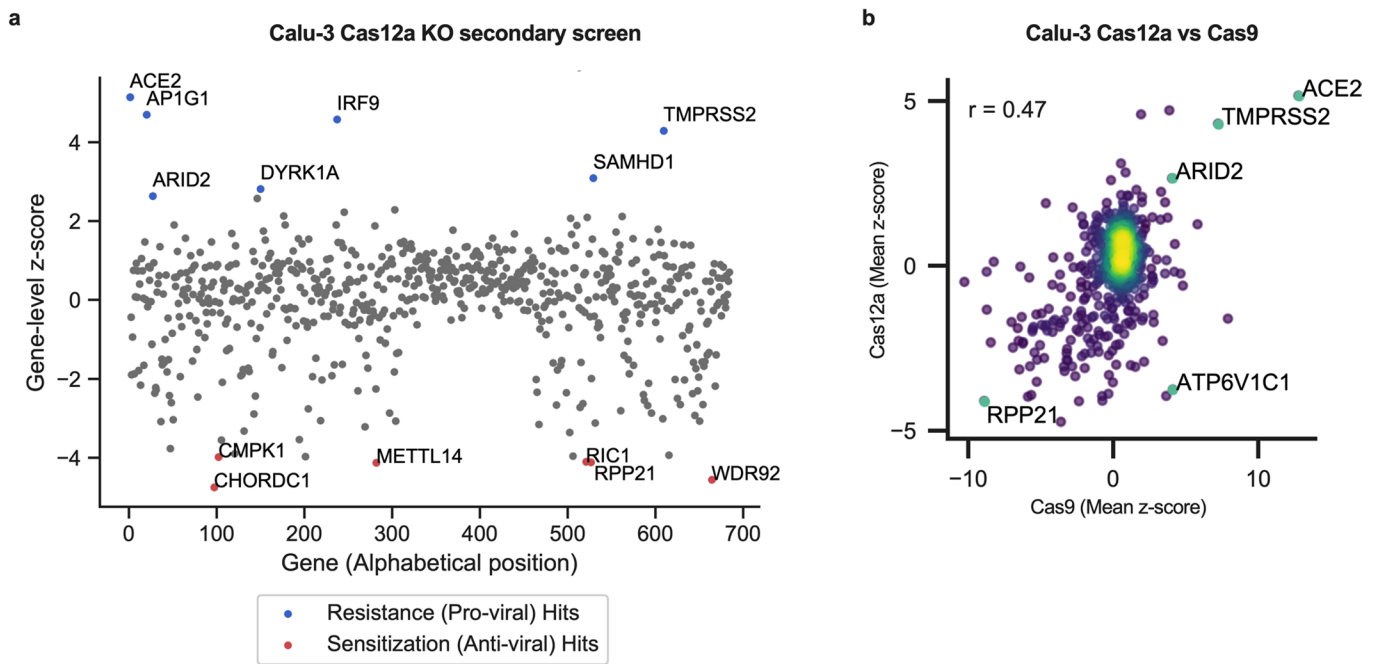 a
Calu-3 Cas12a KO secondary screen
ACE2
AP1G1
IRF9
TMPRSS2
SAMHD1
DYRK1A
ARID2
CMPK1
CHORDC1
METTL14
RIC1
RPP21
WDR92
4
2
0
−2
−4
Gene-level z-score
0 100 200 300 400 500 600 700
Gene (Alphabetical position)
Resistance (Pro-viral) Hits
Sensitization (Anti-viral) Hits
b
Calu-3 Cas12a vs Cas9
r = 0.47
ACE2
TMPRSS2
ARID2
ATP6V1C1
RPP21
5
0
−5
Cas12a (Mean z-score)
−10 0 10
Cas9 (Mean z-score)